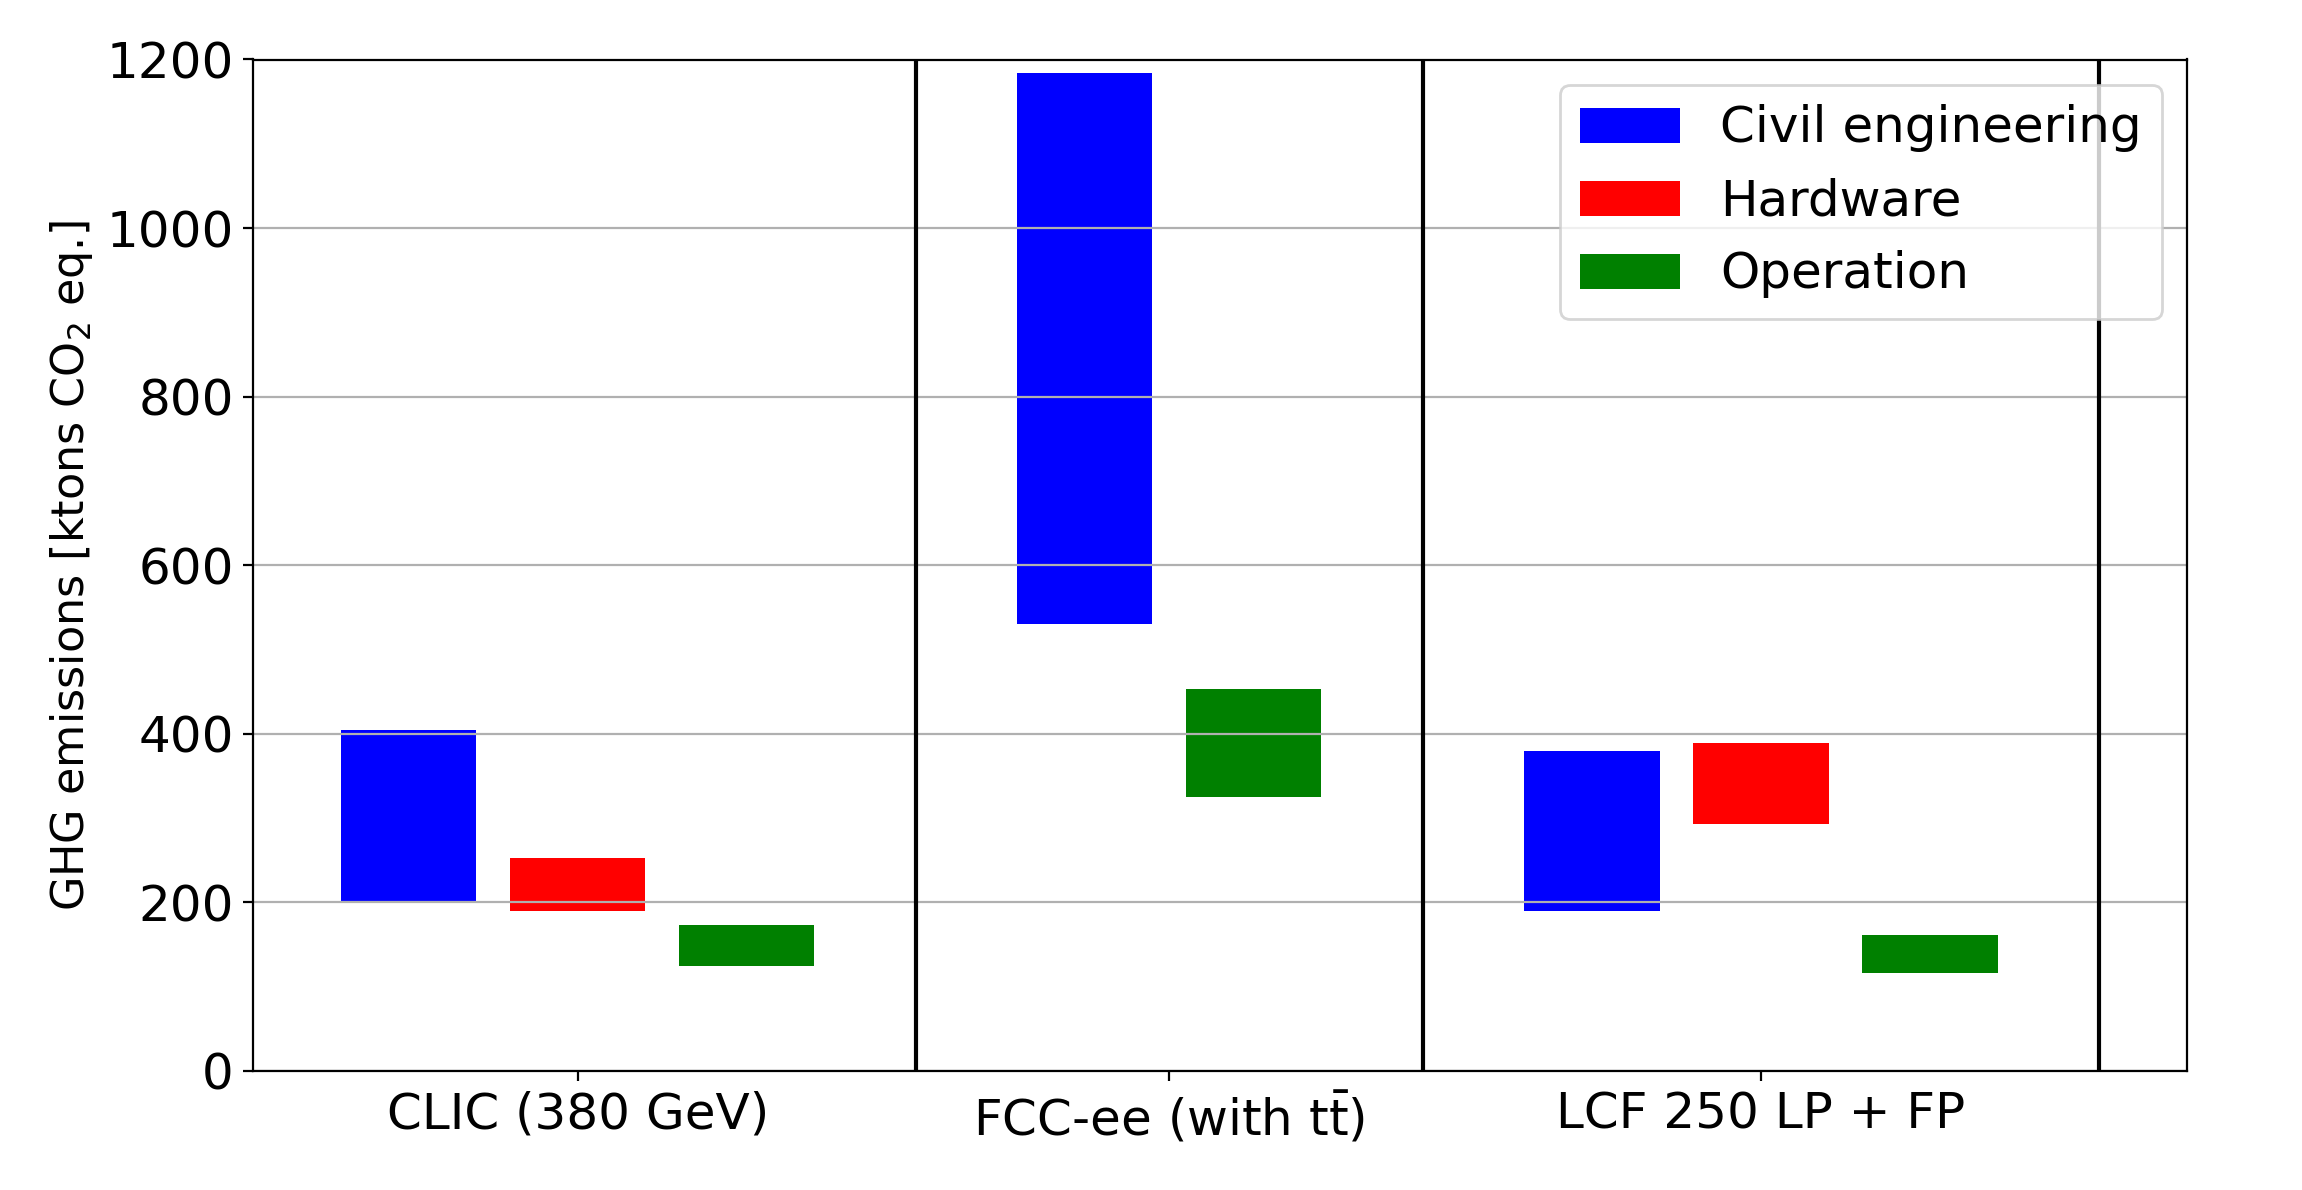 GHG emissions [ktons CO₂ eq.]
1200
1000
800
600
400
200
0
Civil engineering
Hardware
Operation
CLIC (380 GeV)
FCC-ee (with tt̄)
LCF 250 LP + FP